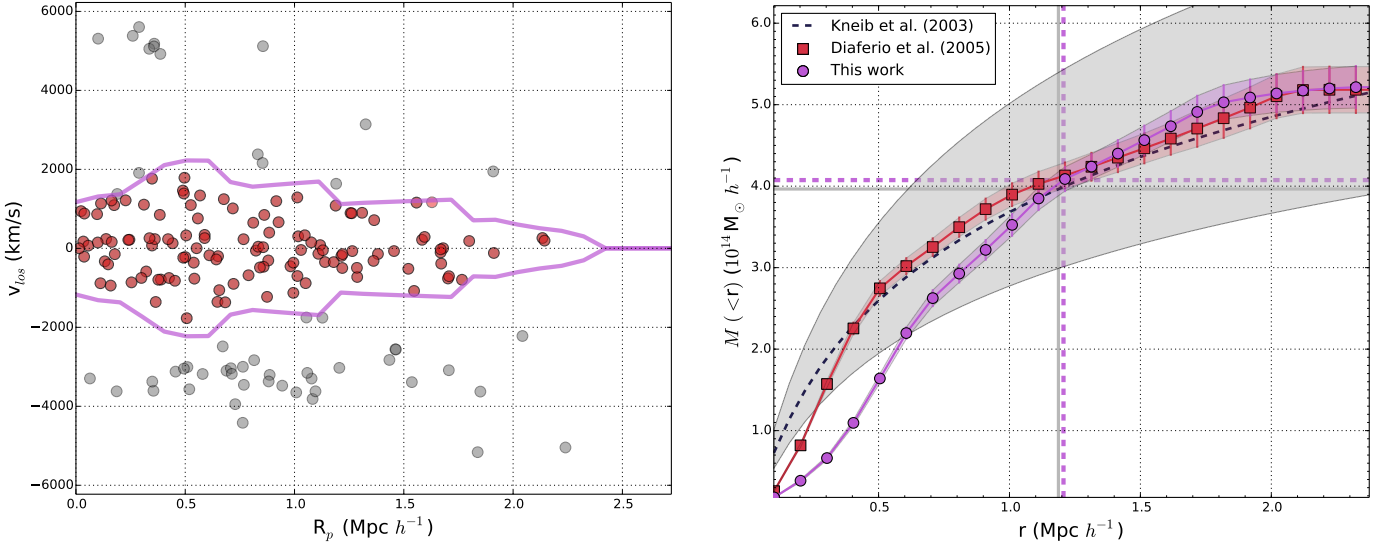 6000
4000
2000
0
−2000
−4000
−6000
v_los (km/s)
0.0 0.5 1.0 1.5 2.0 2.5
R_p (Mpc h⁻¹)
Kneib et al. (2003)
Diaferio et al. (2005)
This work
6.0
5.0
4.0
3.0
2.0
1.0
M (<r) (10¹⁴ M_⊙ h⁻¹)
0.5 1.0 1.5 2.0
r (Mpc h⁻¹)